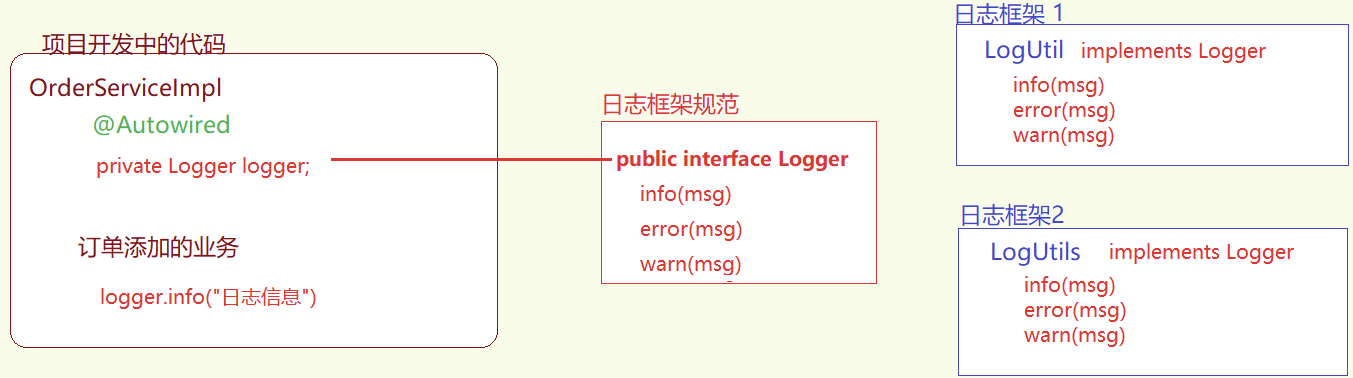 项目开发中的代码
OrderServiceImpl
@Autowired
private Logger logger;
订单添加的业务
logger.info("日志信息")
日志框架规范
public interface Logger
info(msg)
error(msg)
warn(msg)
日志框架 1
LogUtil implements Logger
info(msg)
error(msg)
warn(msg)
日志框架2
LogUtils implements Logger
info(msg)
error(msg)
warn(msg)